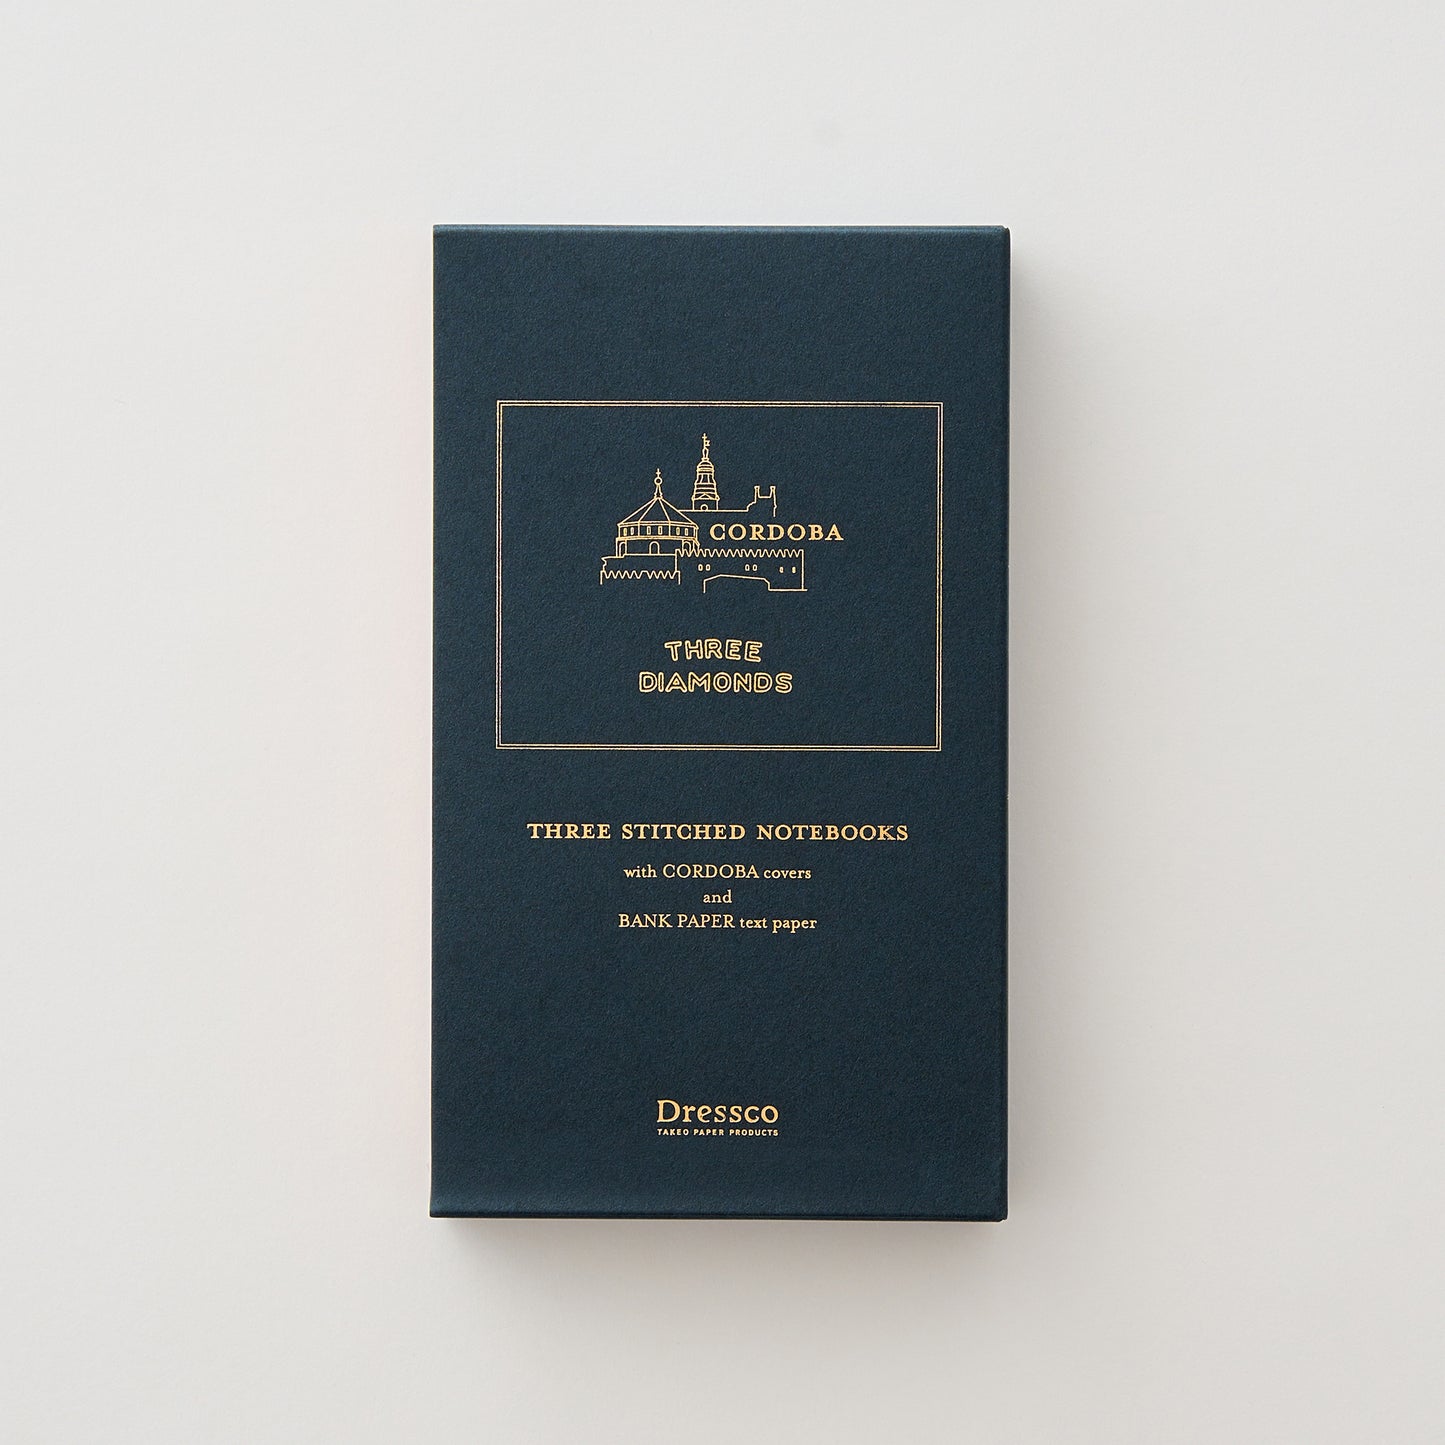 CORDOBA
THREE
DIAMONDS
THREE STITCHED NOTEBOOKS
with CORDOBA covers
and
BANK PAPER text paper
Dressco
TAKEO PAPER PRODUCTS